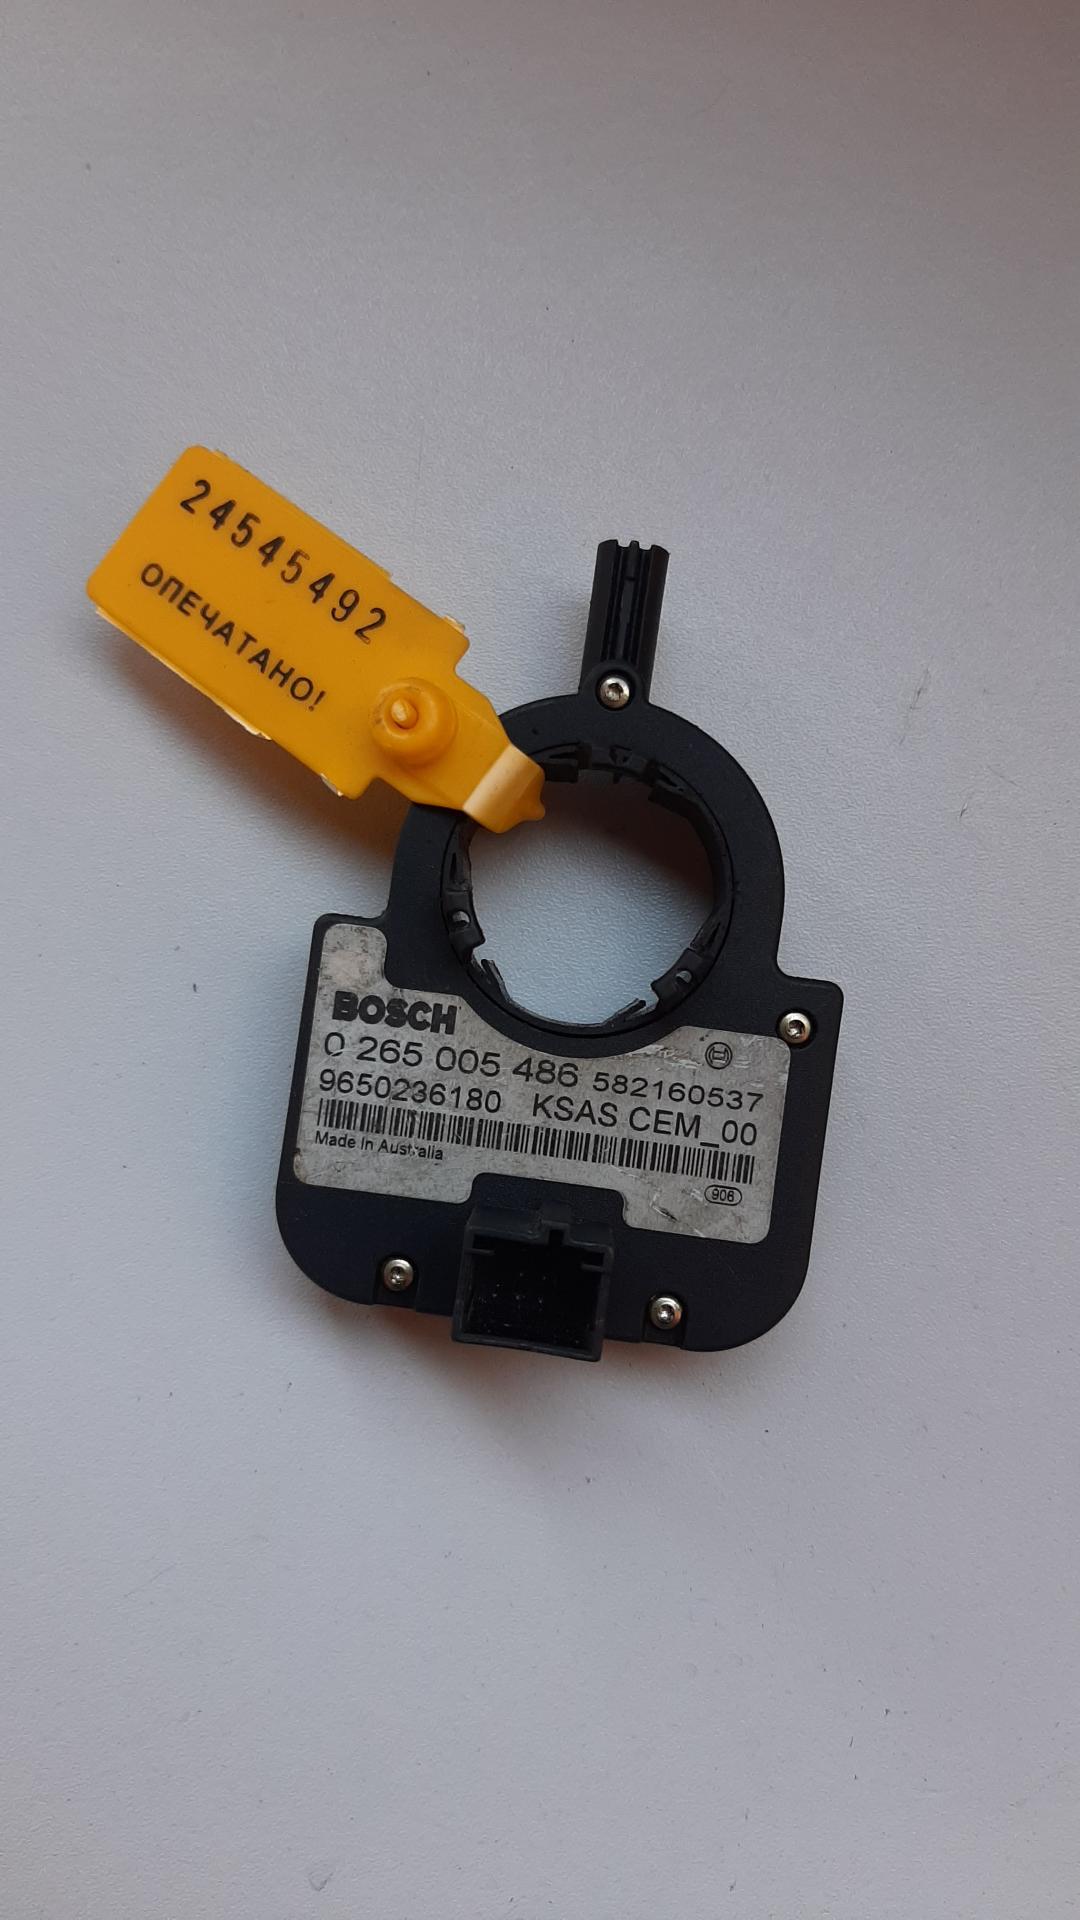 24545492
ОПЕЧАТАНО!
BOSCH
0 265 005 486 582160537
9650236180 KSAS CEM_00
Made in Australia
906